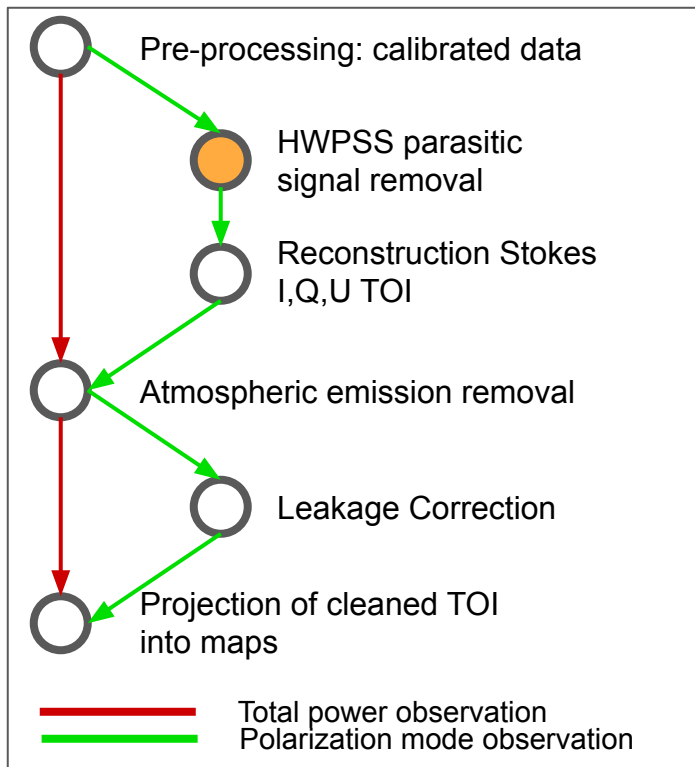 Pre-processing: calibrated data
HWPSS parasitic
signal removal
Reconstruction Stokes
I,Q,U TOI
Atmospheric emission removal
Leakage Correction
Projection of cleaned TOI
into maps
Total power observation
Polarization mode observation